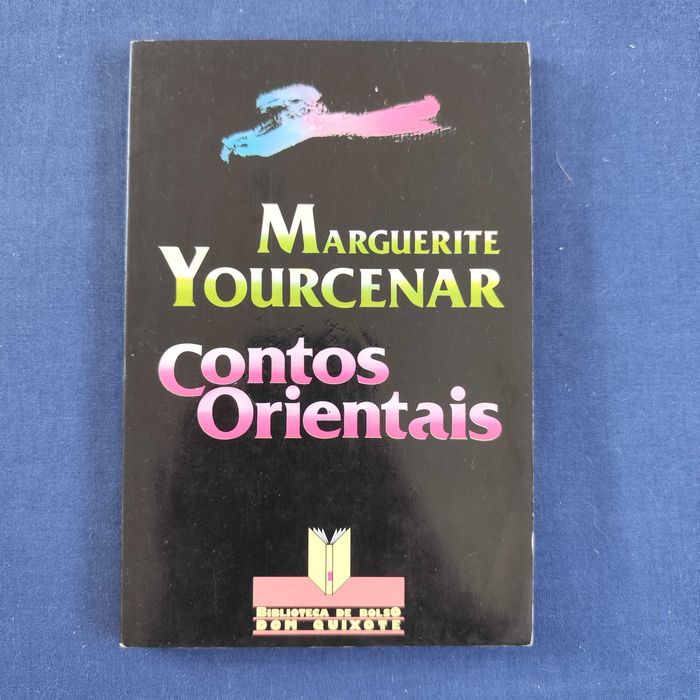 MARGUERITE
YOURCENAR
Contos
Orientais
BIBLIOTECA DE BOLSO
DOM QUIXOTE